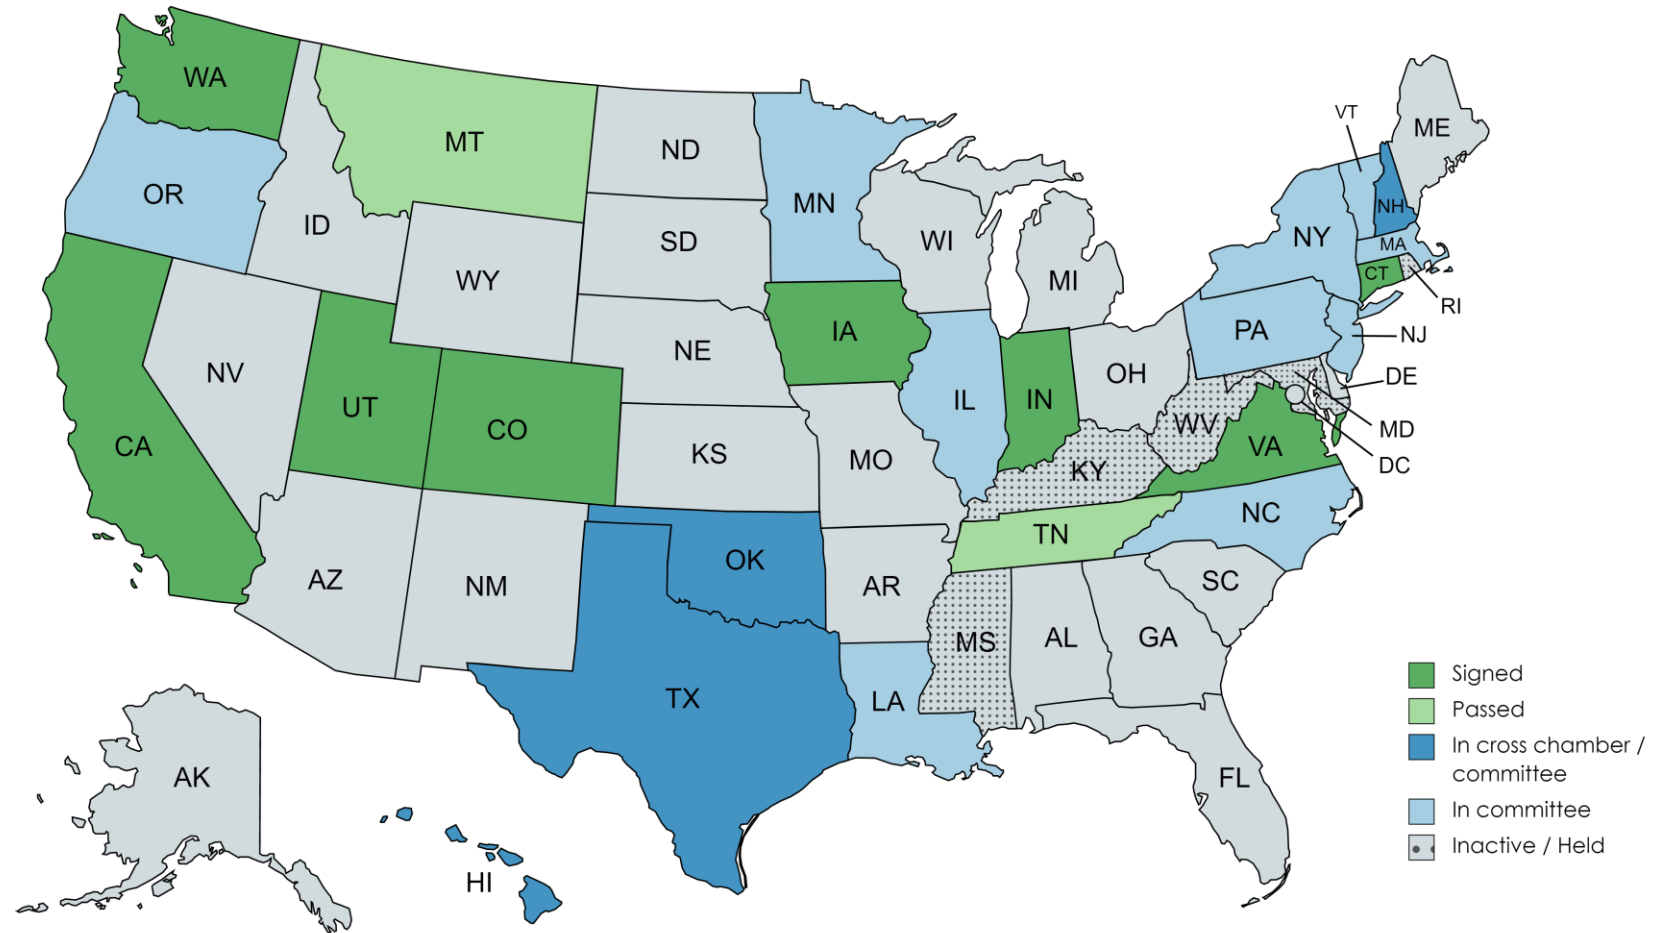 WA
MT
ND
MN
VT
ME
OR
ID
SD
WI
MI
NY
NH
MA
CT
RI
WY
NE
IA
PA
NJ
NV
UT
CO
IL
IN
OH
DE
MD
DC
CA
KS
MO
KY
WV
VA
NC
TN
AZ
NM
OK
AR
SC
MS
AL
GA
TX
LA
FL
AK
HI
Signed
Passed
In cross chamber /
committee
In committee
Inactive / Held